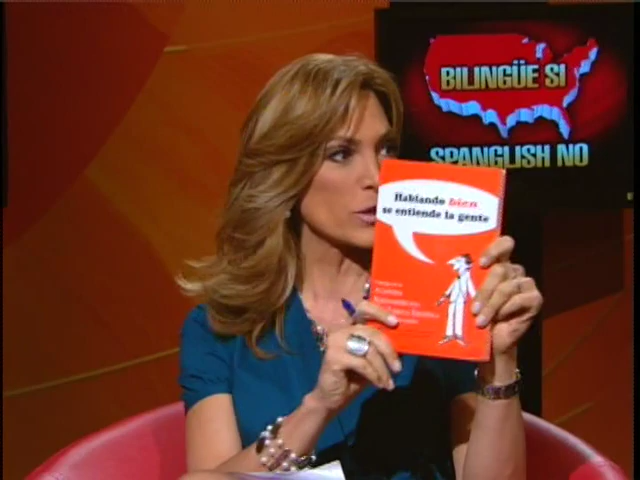 BILINGÜE SI
SPANGLISH NO
Hablando bien
se entiende la gente